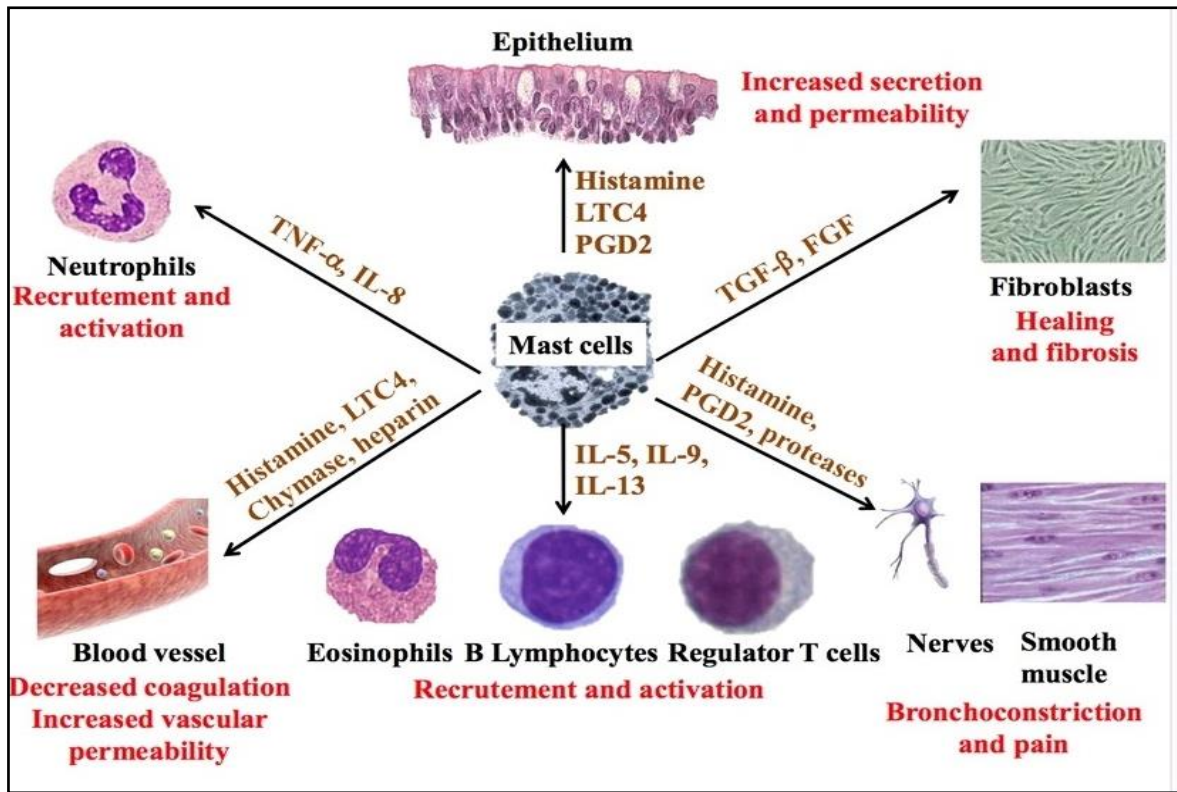 Epithelium
Increased secretion
and permeability
Histamine
LTC4
PGD2
TNF-α, IL-8
Neutrophils
Recrutement and
activation
TGF-β, FGF
Fibroblasts
Healing
and fibrosis
Mast cells
Histamine, LTC4,
Chymase, heparin
IL-5, IL-9,
IL-13
Histamine,
PGD2, proteases
Blood vessel
Decreased coagulation
Increased vascular
permeability
Eosinophils
B Lymphocytes
Regulator T cells
Recrutement and activation
Nerves
Smooth
muscle
Bronchoconstriction
and pain